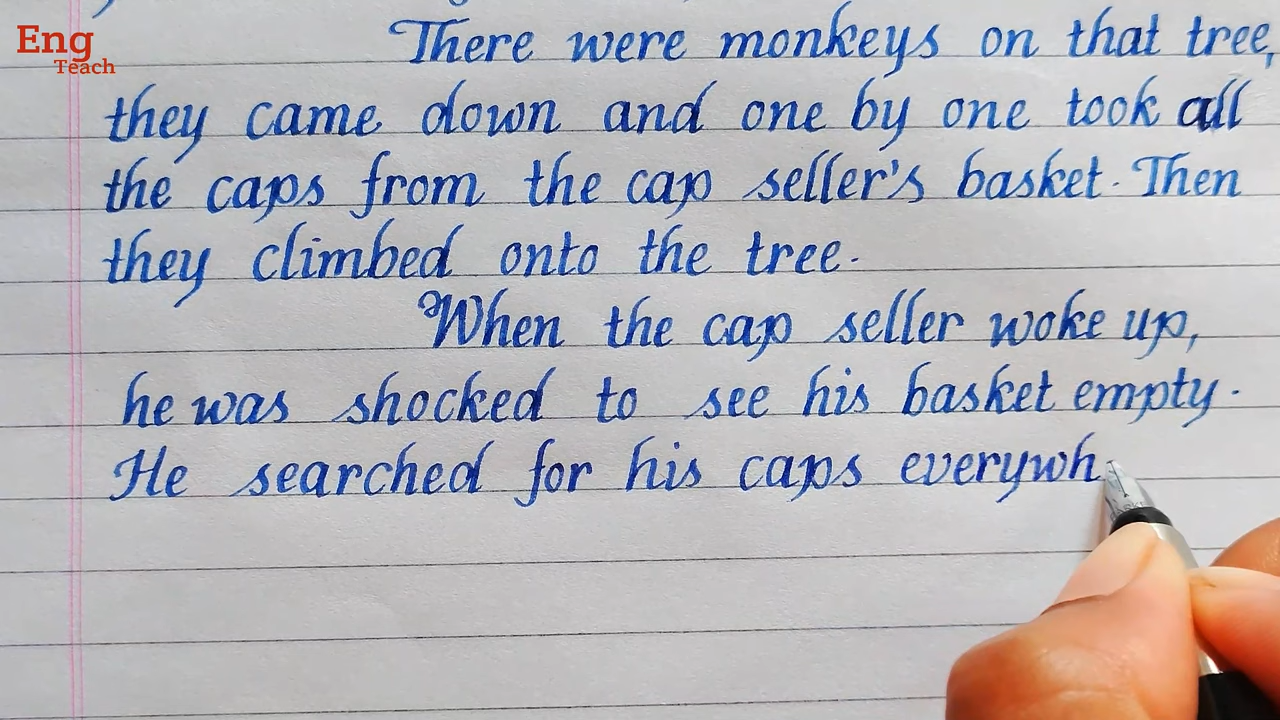 Eng
Teach
There were monkeys on that tree,
they came down and one by one took all
the caps from the cap seller's basket. Then
they climbed onto the tree.
When the cap seller woke up,
he was shocked to see his basket empty.
He searched for his caps everywh